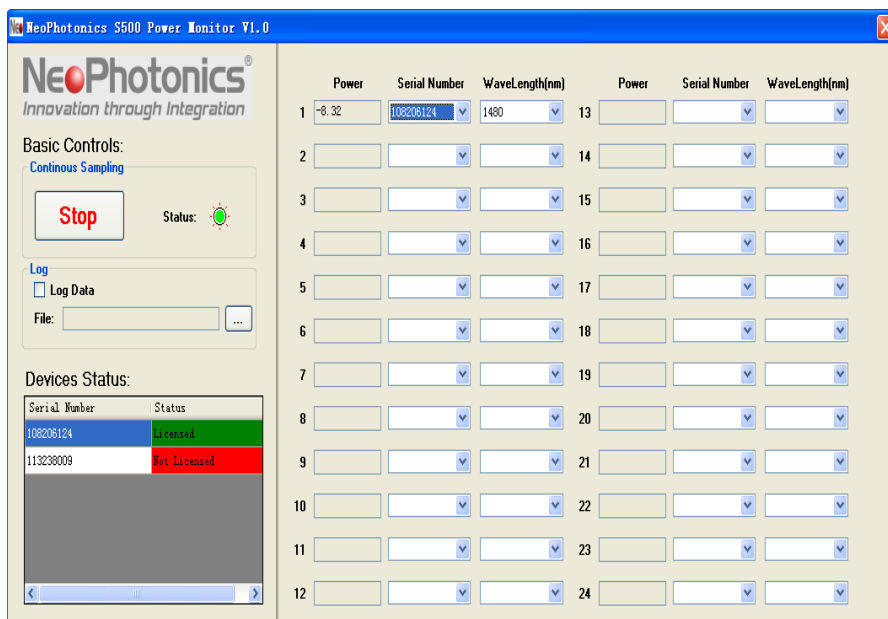 NeoPhotonics S500 Power Monitor V1.0
NeoPhotonics®
Innovation through Integration
Basic Controls:
Continous Sampling
Stop
Status:
Log
Log Data
File:
...
Devices Status:
Serial Number Status
108206124 Licensed
113238009 Not Licensed
Power Serial Number WaveLength(nm) Power Serial Number WaveLength(nm)
1 -8.32 108206124 1480 13
2 14
3 15
4 16
5 17
6 18
7 19
8 20
9 21
10 22
11 23
12 24